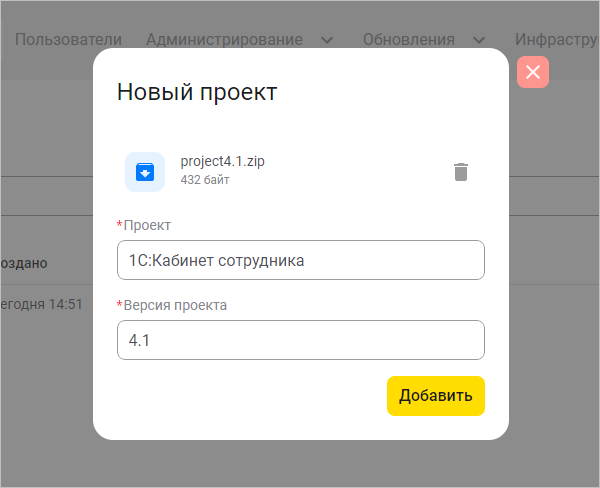 Пользователи Администрирование Обновления Инфрастру
Новый проект
project4.1.zip
432 байт
*Проект
1С:Кабинет сотрудника
оздано
*Версия проекта
егодня 14:51
4.1
Добавить